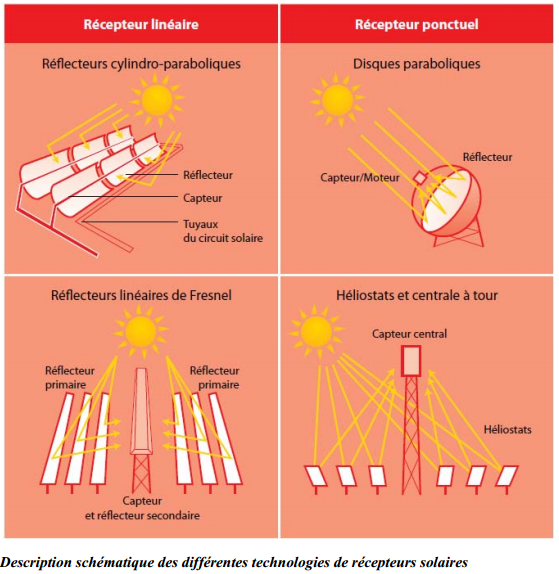 Récepteur linéaire
Récepteur ponctuel
Réflecteurs cylindro-paraboliques
Réflecteur
Capteur
Tuyaux
du circuit solaire
Disques paraboliques
Réflecteur
Capteur/Moteur
Réflecteurs linéaires de Fresnel
Réflecteur
primaire
Réflecteur
primaire
Capteur
et réflecteur secondaire
Héliostats et centrale à tour
Capteur central
Héliostats
Description schématique des différentes technologies de récepteurs solaires